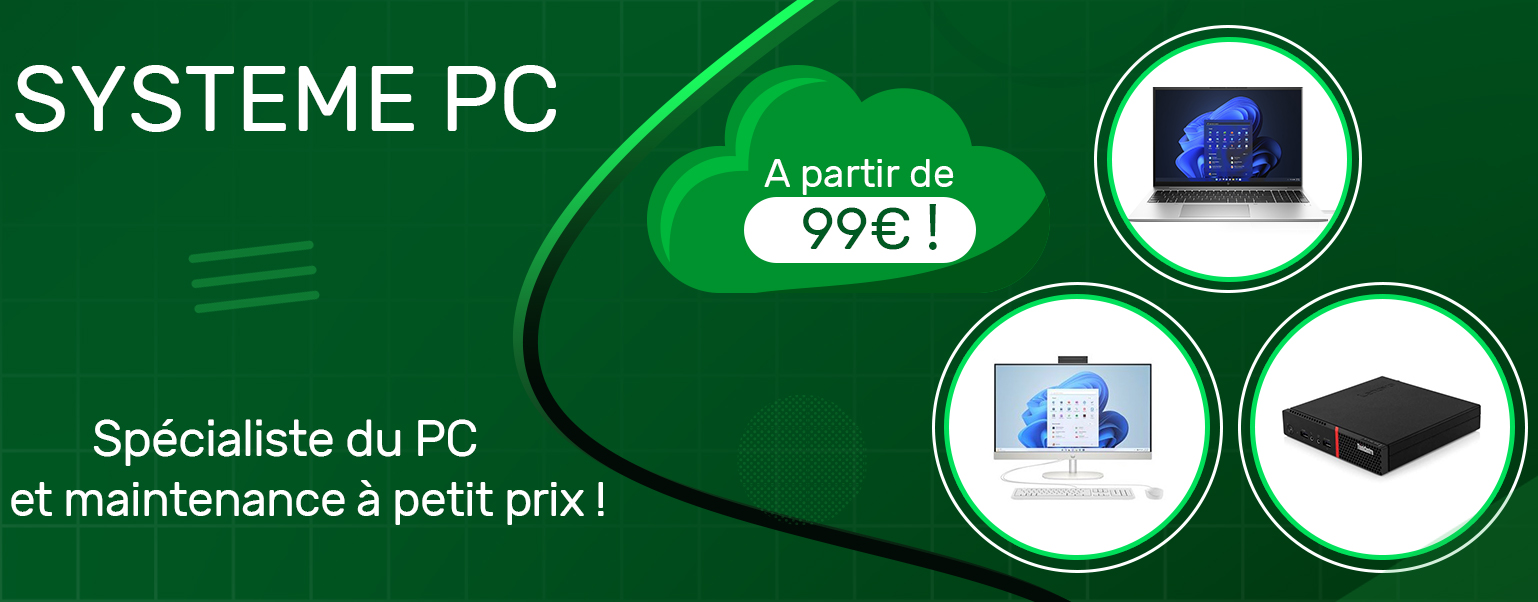 SYSTEME PC
A partir de
99€ !
Spécialiste du PC
et maintenance à petit prix !